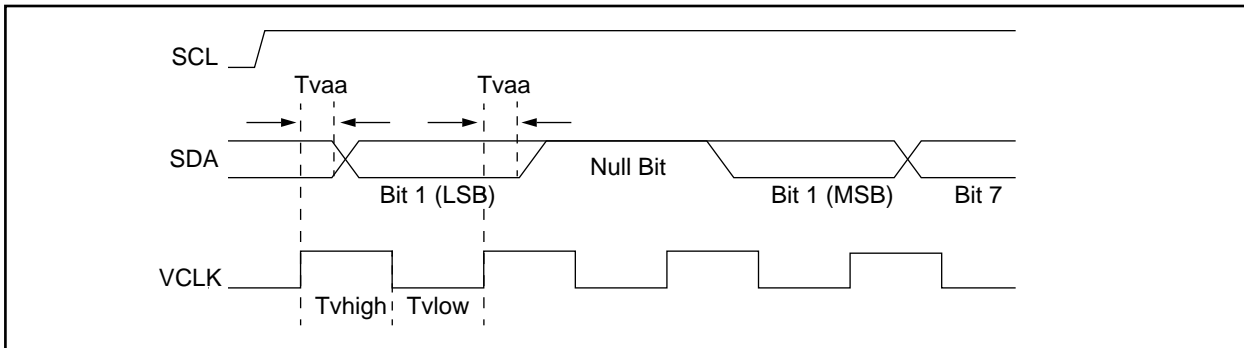 SCL
Tvaa Tvaa
SDA
Null Bit
Bit 1 (LSB) Bit 1 (MSB) Bit 7
VCLK
Tvhigh Tvlow